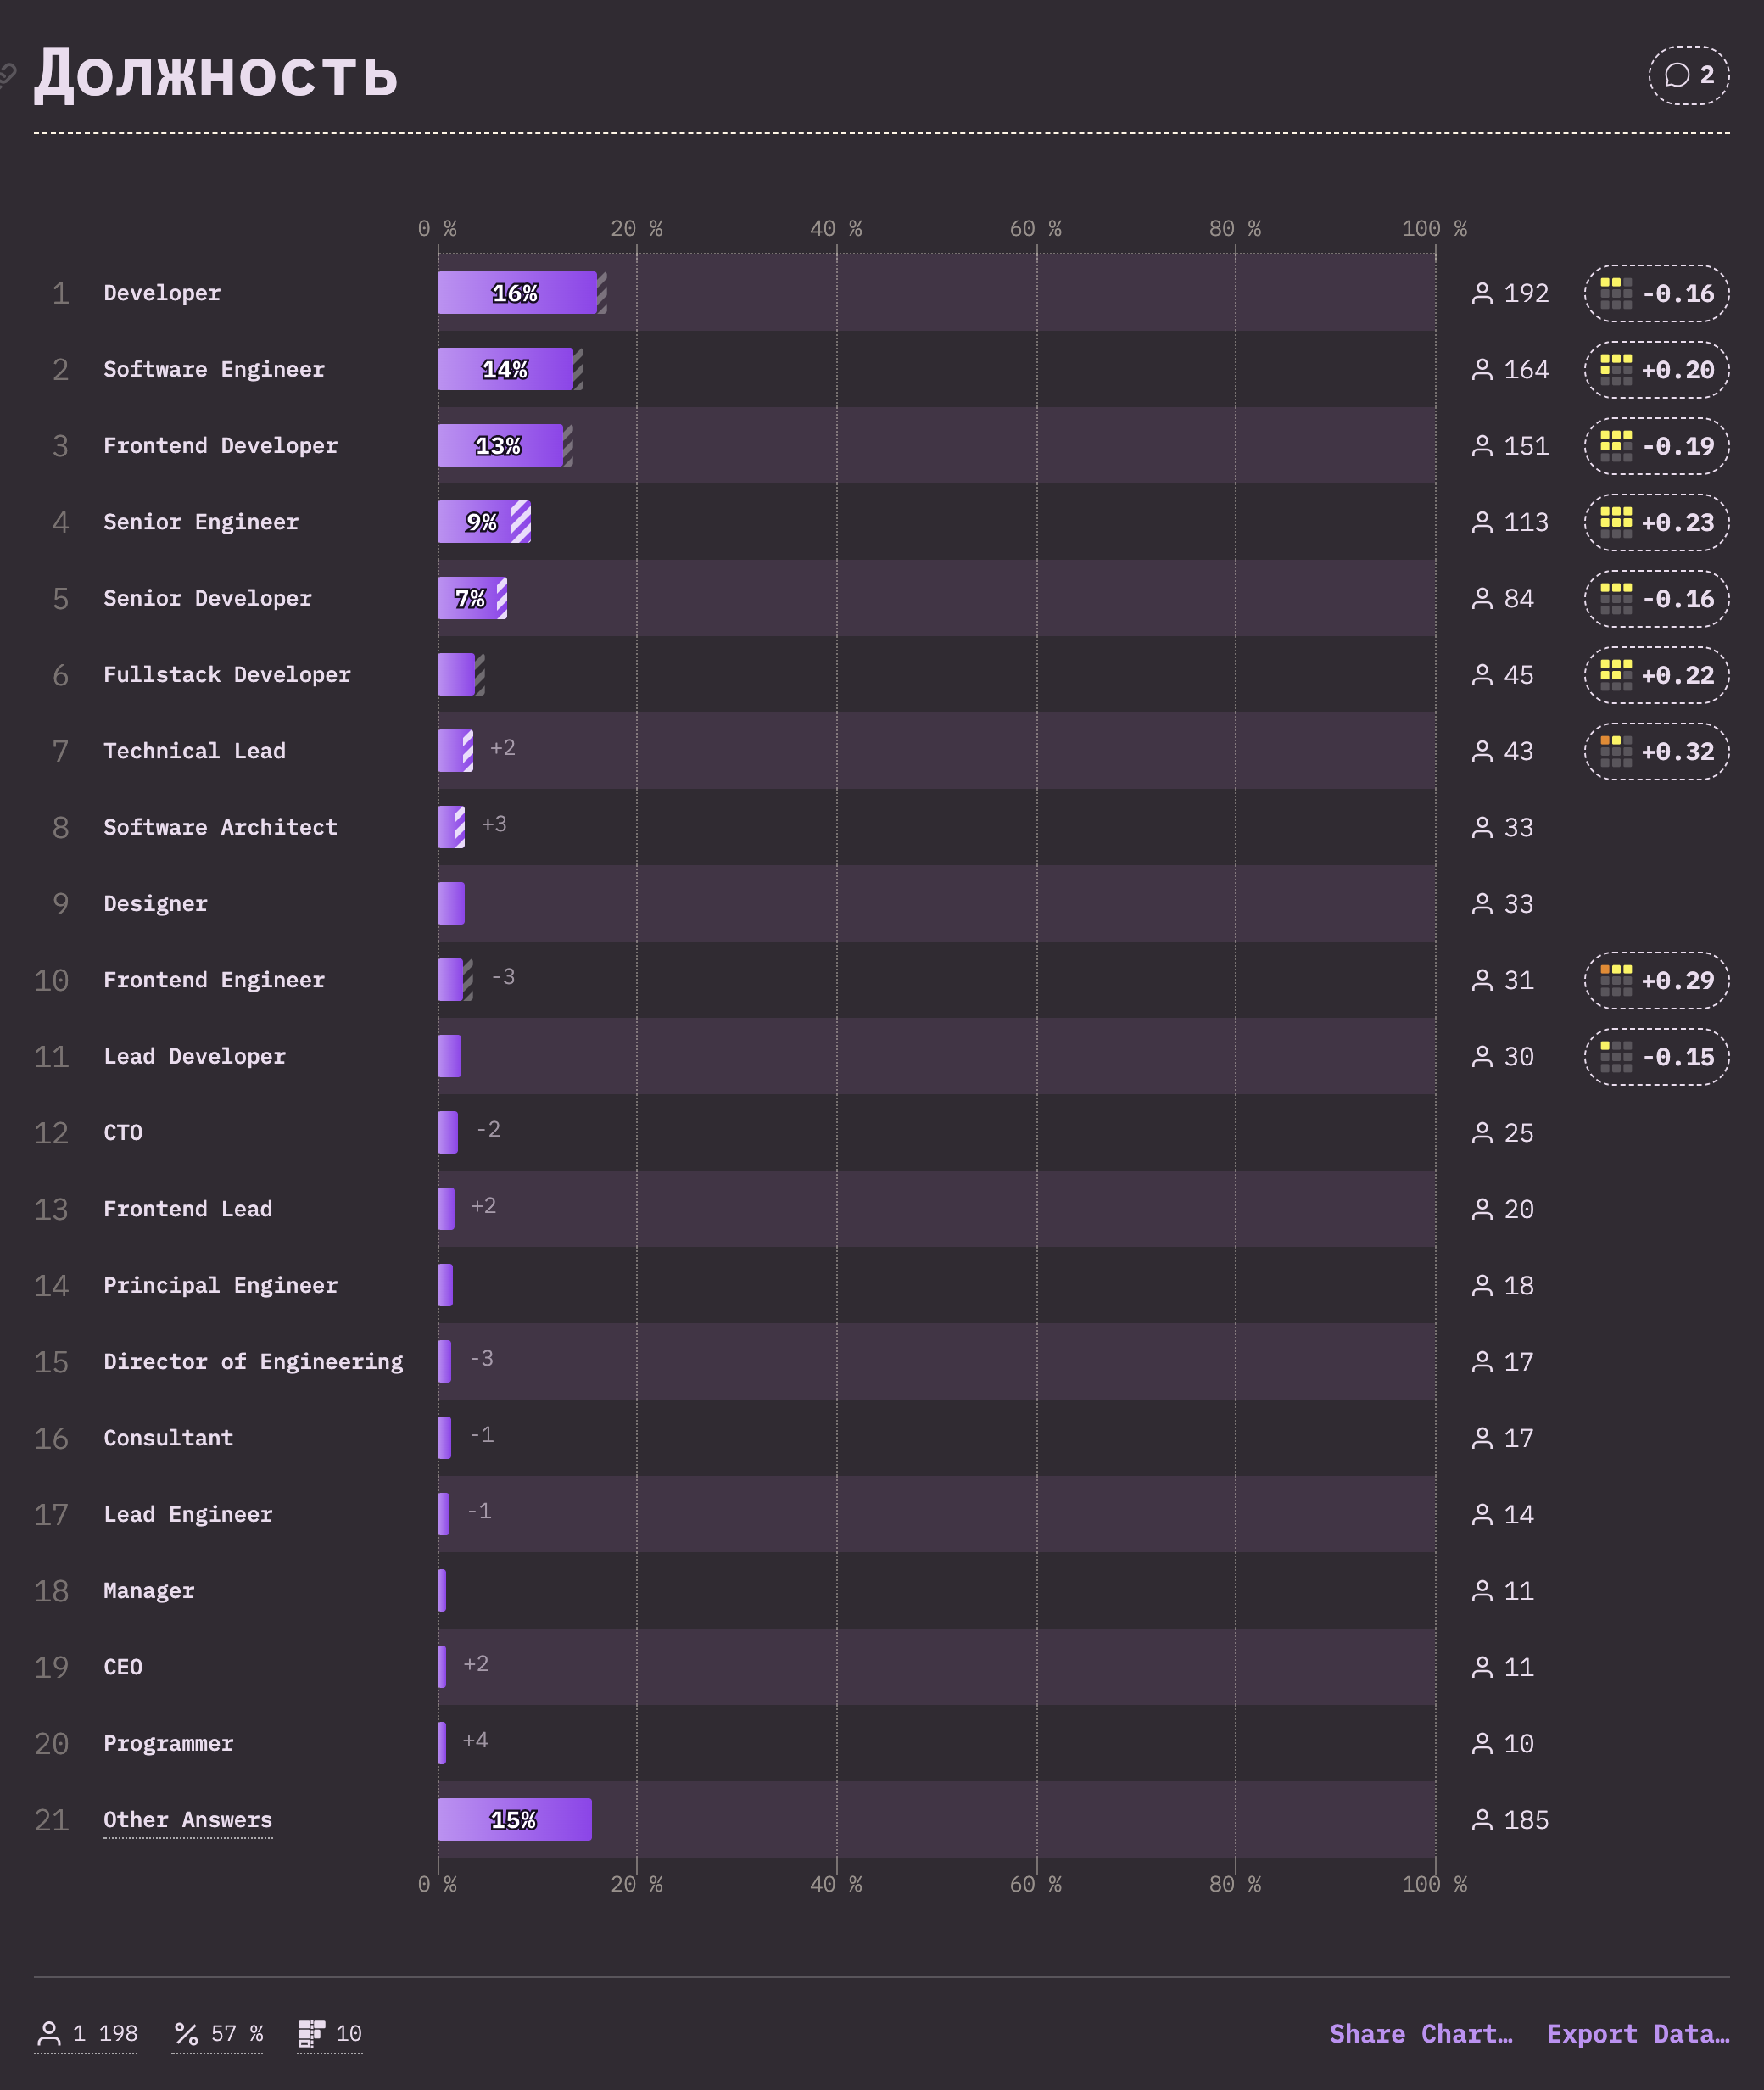 Должность
2
0 % 20 % 40 % 60 % 80 % 100 %
1 Developer 16% 192 -0.16
2 Software Engineer 14% 164 +0.20
3 Frontend Developer 13% 151 -0.19
4 Senior Engineer 9% 113 +0.23
5 Senior Developer 7% 84 -0.16
6 Fullstack Developer 45 +0.22
7 Technical Lead +2 43 +0.32
8 Software Architect +3 33
9 Designer 33
10 Frontend Engineer -3 31 +0.29
11 Lead Developer 30 -0.15
12 CTO -2 25
13 Frontend Lead +2 20
14 Principal Engineer 18
15 Director of Engineering -3 17
16 Consultant -1 17
17 Lead Engineer -1 14
18 Manager 11
19 CEO +2 11
20 Programmer +4 10
21 Other Answers 15% 185
0 % 20 % 40 % 60 % 80 % 100 %
1 198 57 % 10 Share Chart… Export Data…